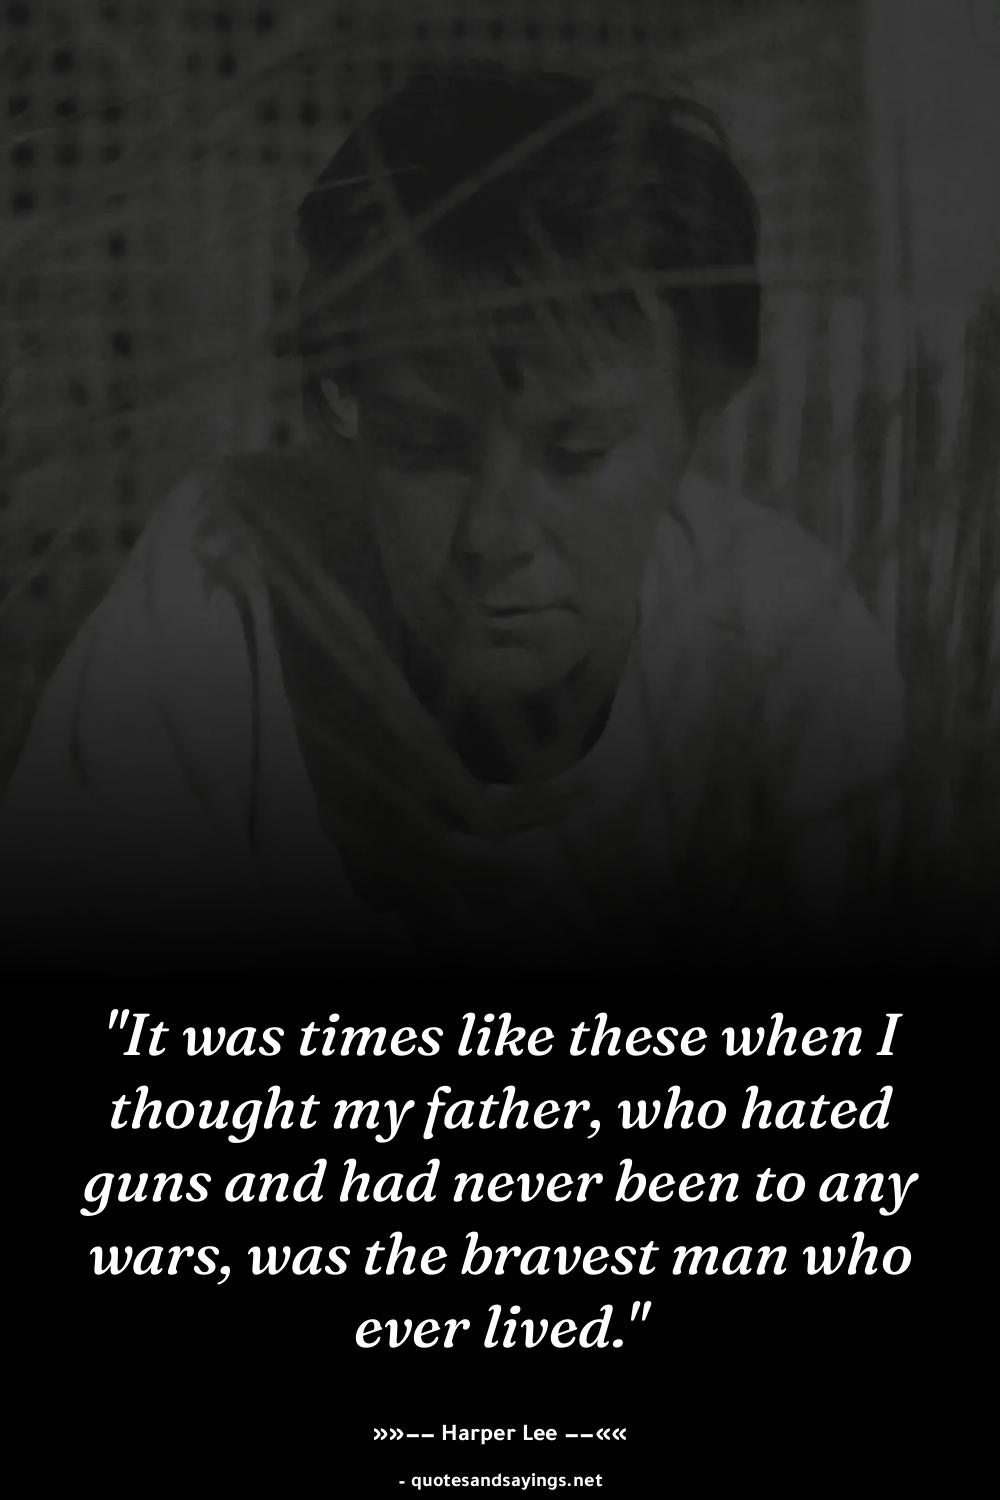 "It was times like these when I
thought my father, who hated
guns and had never been to any
wars, was the bravest man who
ever lived."
»»−− Harper Lee −−««
- quotesandsayings.net